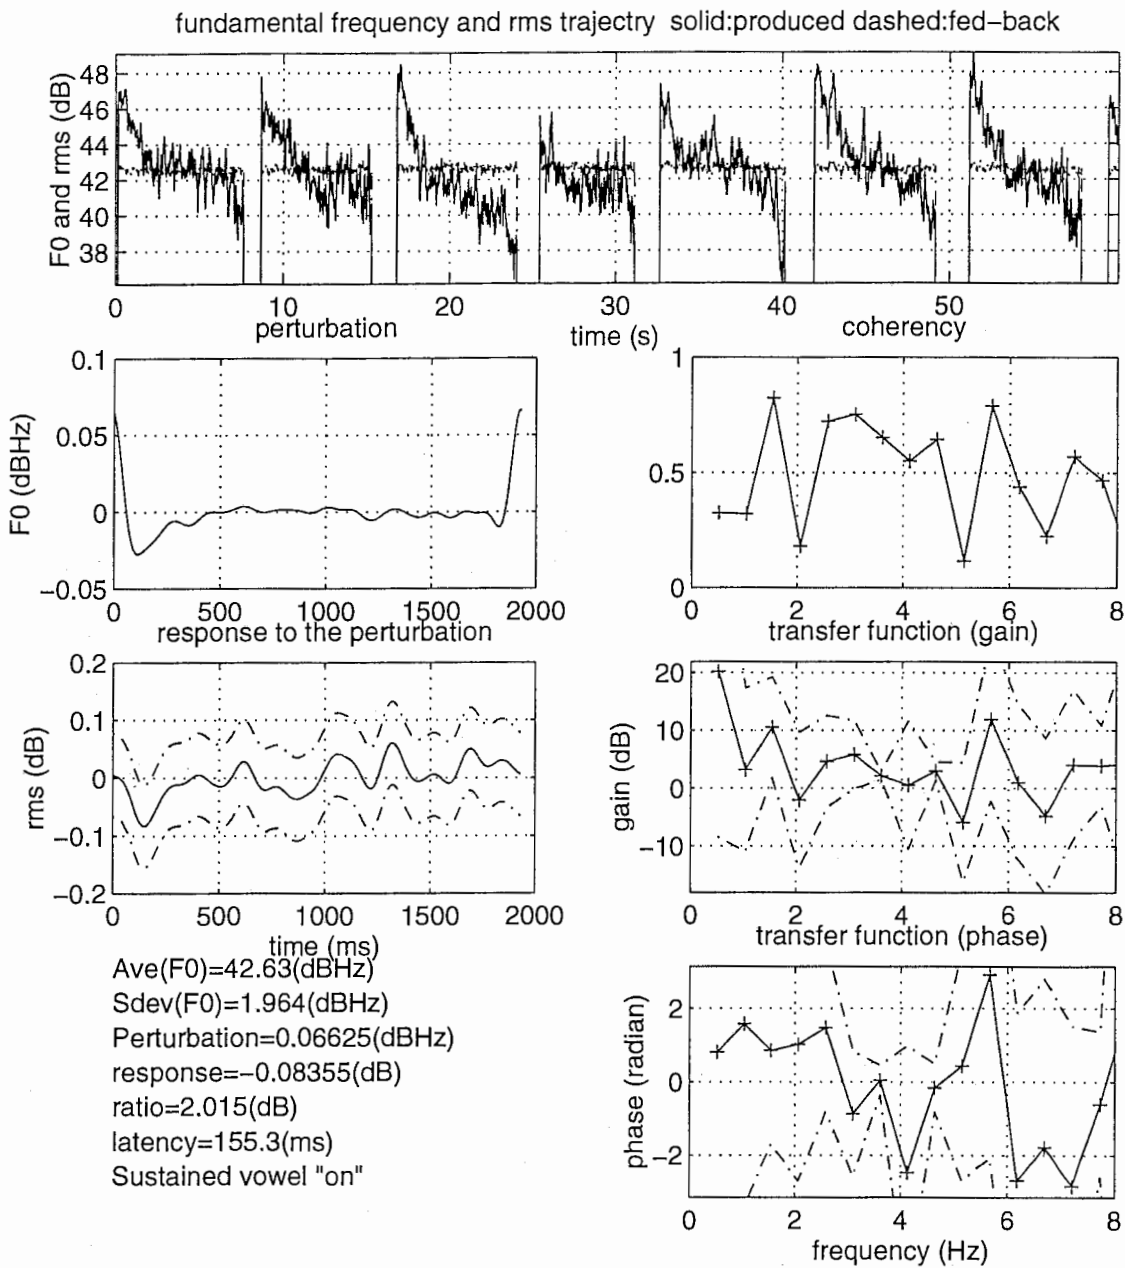 fundamental frequency and rms trajectry solid:produced dashed:fed−back
F0 and rms (dB)
48
46
44
42
40
38
0 10 20 30 40 50
time (s)
perturbation
F0 (dBHz)
0.1
0.05
0
−0.05
0 500 1000 1500 2000
coherency
1
0.5
0
0 2 4 6 8
response to the perturbation
rms (dB)
0.2
0.1
0
−0.1
−0.2
0 500 1000 1500 2000
time (ms)
transfer function (gain)
gain (dB)
20
10
0
−10
0 2 4 6 8
Ave(F0)=42.63(dBHz)
Sdev(F0)=1.964(dBHz)
Perturbation=0.06625(dBHz)
response=−0.08355(dB)
ratio=2.015(dB)
latency=155.3(ms)
Sustained vowel "on"
transfer function (phase)
phase (radian)
2
0
−2
0 2 4 6 8
frequency (Hz)